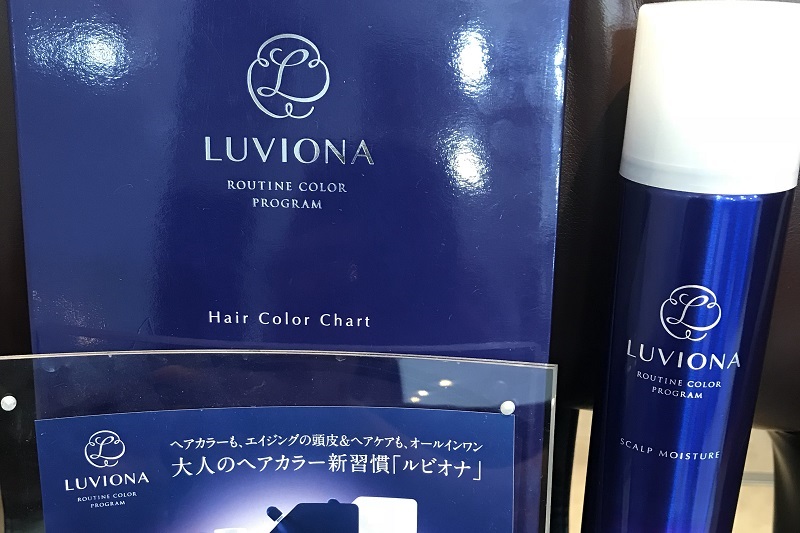 L
LUVIONA
ROUTINE COLOR
PROGRAM
Hair Color Chart
L
LUVIONA
ROUTINE COLOR
PROGRAM
ヘアカラーも、エイジングの頭皮&ヘアケアも、オールインワン
大人のヘアカラー新習慣「ルビオナ」
L
LUVIONA
ROUTINE COLOR
PROGRAM
SCALP MOISTURE